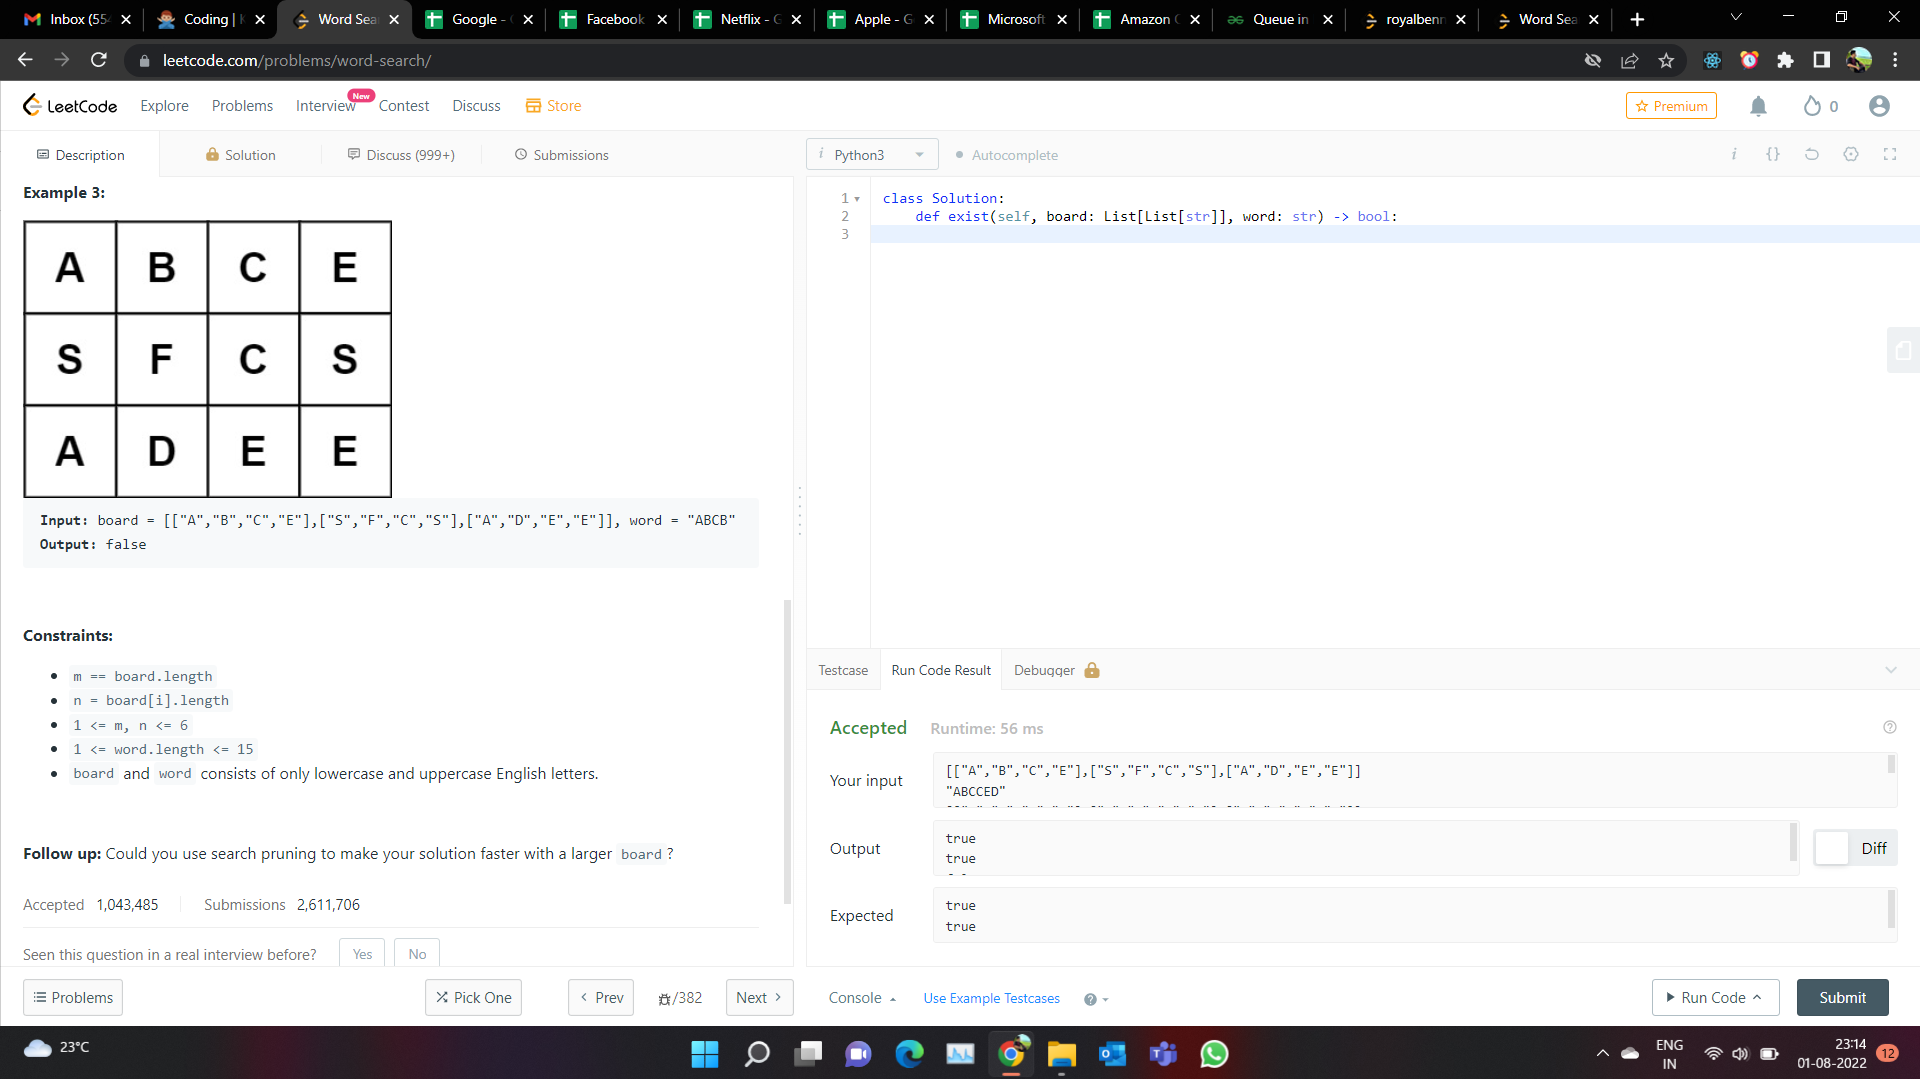 Inbox (554
Coding | K
Word Sea
Google - G
Facebook
Netflix - G
Apple - G
Microsoft
Amazon
Queue in
royalbenn
Word Sea
leetcode.com/problems/word-search/
LeetCode
Explore
Problems
Interview
New
Contest
Discuss
Store
Premium
0
Description
Solution
Discuss (999+)
Submissions
i Python3
Autocomplete
i {}
Example 3:
A B C E
S F C S
A D E E
Input: board = [["A","B","C","E"],["S","F","C","S"],["A","D","E","E"]], word = "ABCB"
Output: false
Constraints:
• m == board.length
• n = board[i].length
• 1 <= m, n <= 6
• 1 <= word.length <= 15
• board and word consists of only lowercase and uppercase English letters.
Follow up: Could you use search pruning to make your solution faster with a larger board ?
Accepted 1,043,485
Submissions 2,611,706
Seen this question in a real interview before?
Yes
No
Problems
Pick One
Prev
/382
Next
1 class Solution:
2 def exist(self, board: List[List[str]], word: str) -> bool:
3
Testcase
Run Code Result
Debugger
Accepted
Runtime: 56 ms
Your input
[["A","B","C","E"],["S","F","C","S"],["A","D","E","E"]]
"ABCCED"
Output
true
true
Diff
Expected
true
true
Console
Use Example Testcases
Run Code
Submit
23°C
ENG
IN
23:14
01-08-2022
12